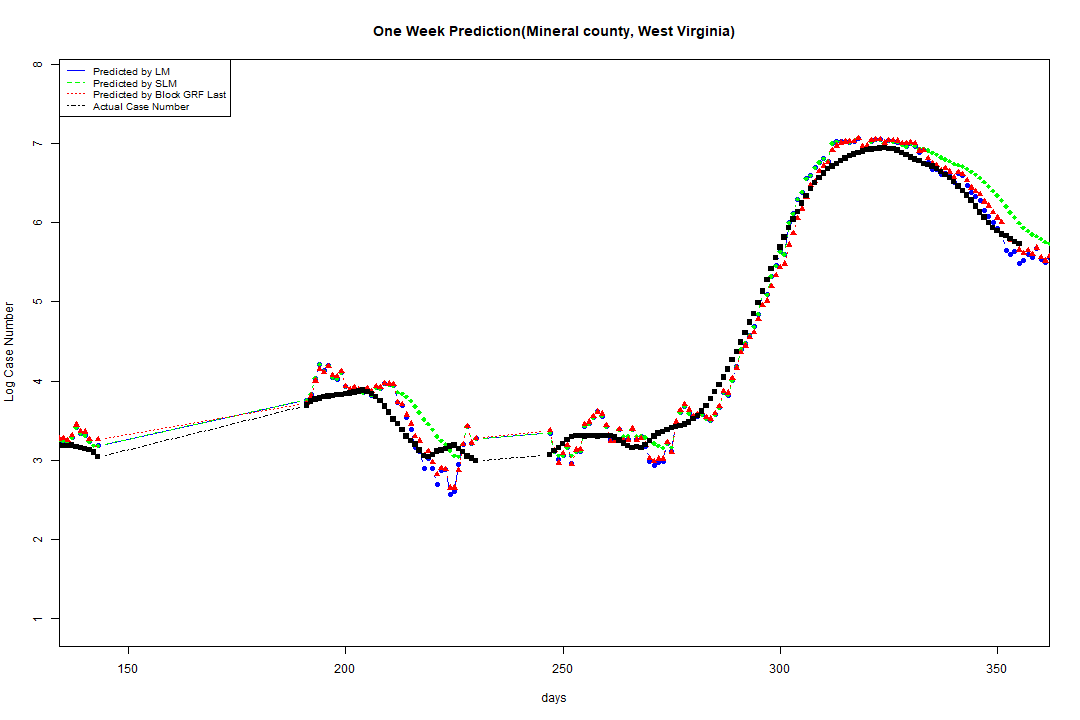 One Week Prediction(Mineral county, West Virginia)
Predicted by LM
Predicted by SLM
Predicted by Block GRF Last
Actual Case Number
8
7
6
5
4
3
2
1
Log Case Number
150 200 250 300 350
days